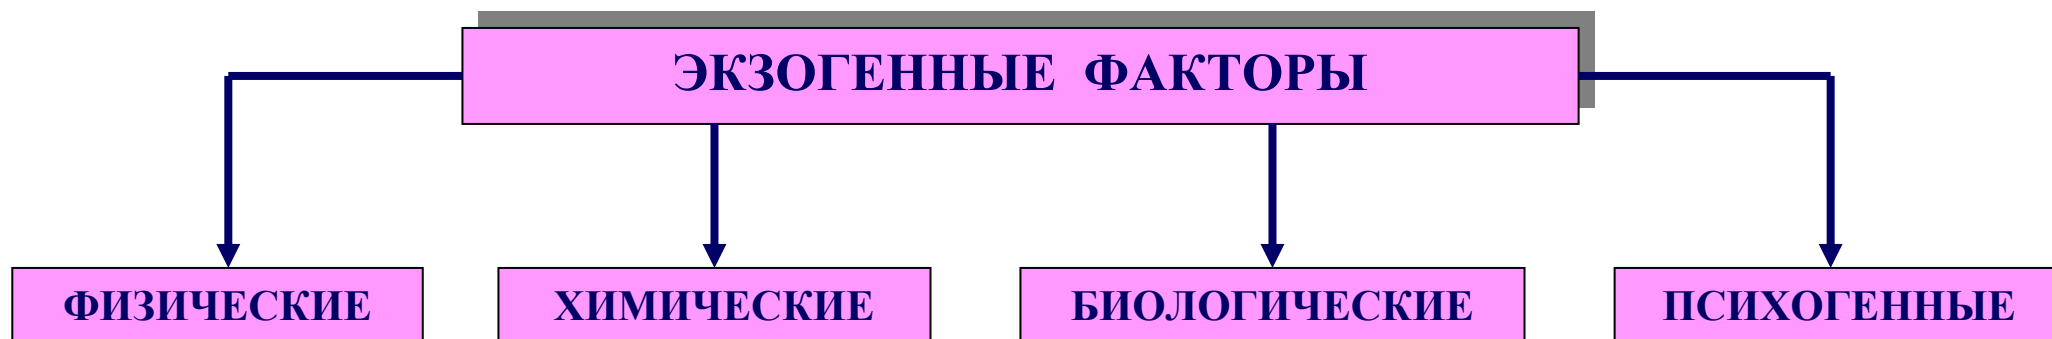 ЭКЗОГЕННЫЕ ФАКТОРЫ
ФИЗИЧЕСКИЕ
ХИМИЧЕСКИЕ
БИОЛОГИЧЕСКИЕ
ПСИХОГЕННЫЕ